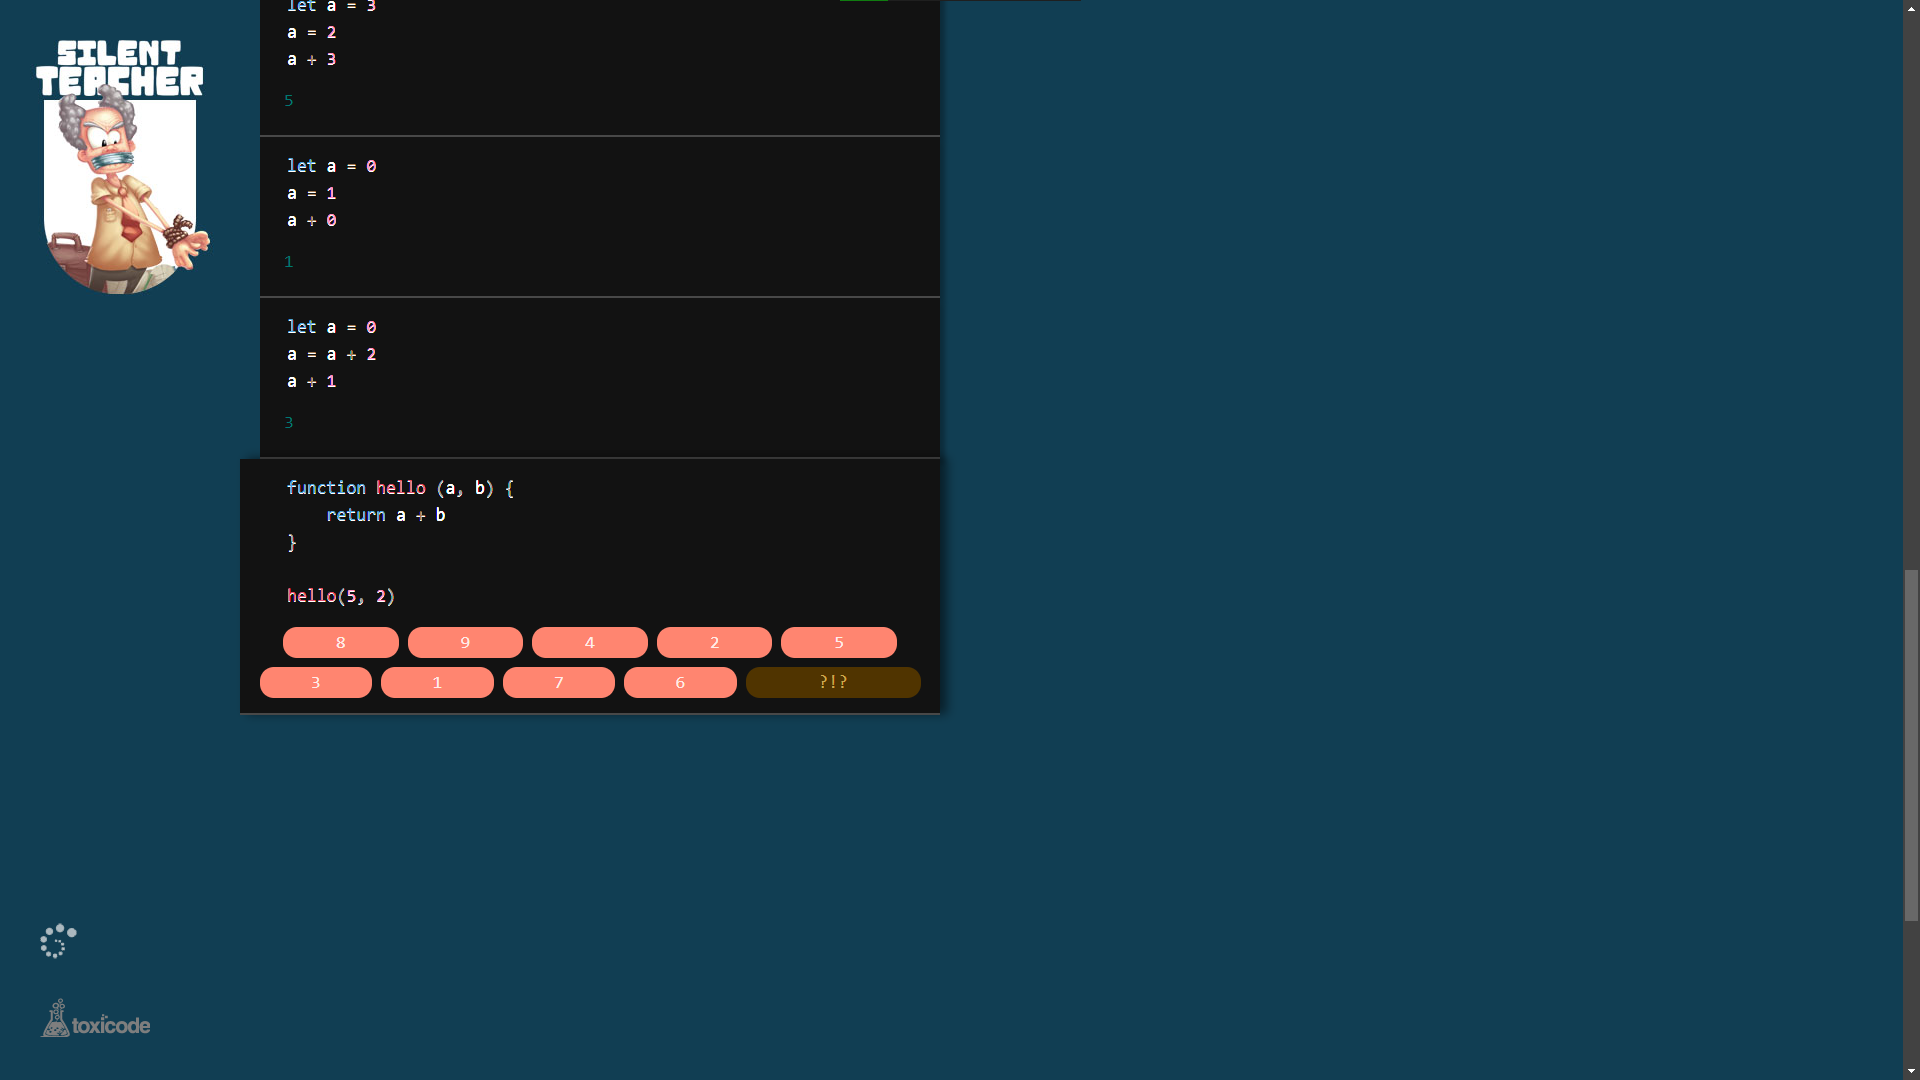 SILENT
TEACHER
let a = 3
a = 2
a + 3
5
let a = 0
a = 1
a + 0
1
let a = 0
a = a + 2
a + 1
3
function hello (a, b) {
    return a + b
}
hello(5, 2)
8 9 4 2 5
3 1 7 6 ?!?
toxicode